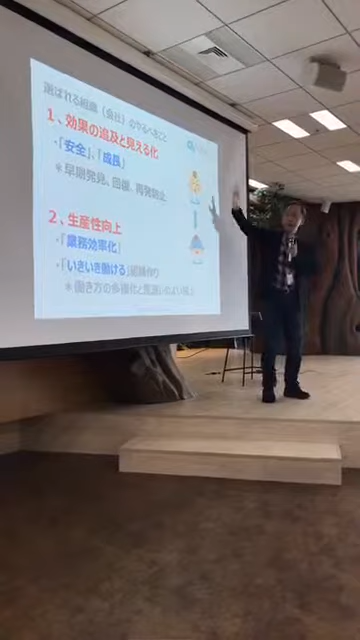 選ばれる組織（会社）のやるべきこと
1、効果の追及と見える化
・「安全」、「成長」
＊早期発見、回線、再発防止
2、生産性向上
・「業務効率化」
・「いきいき働ける」組織作り
＊働き方の多様化と